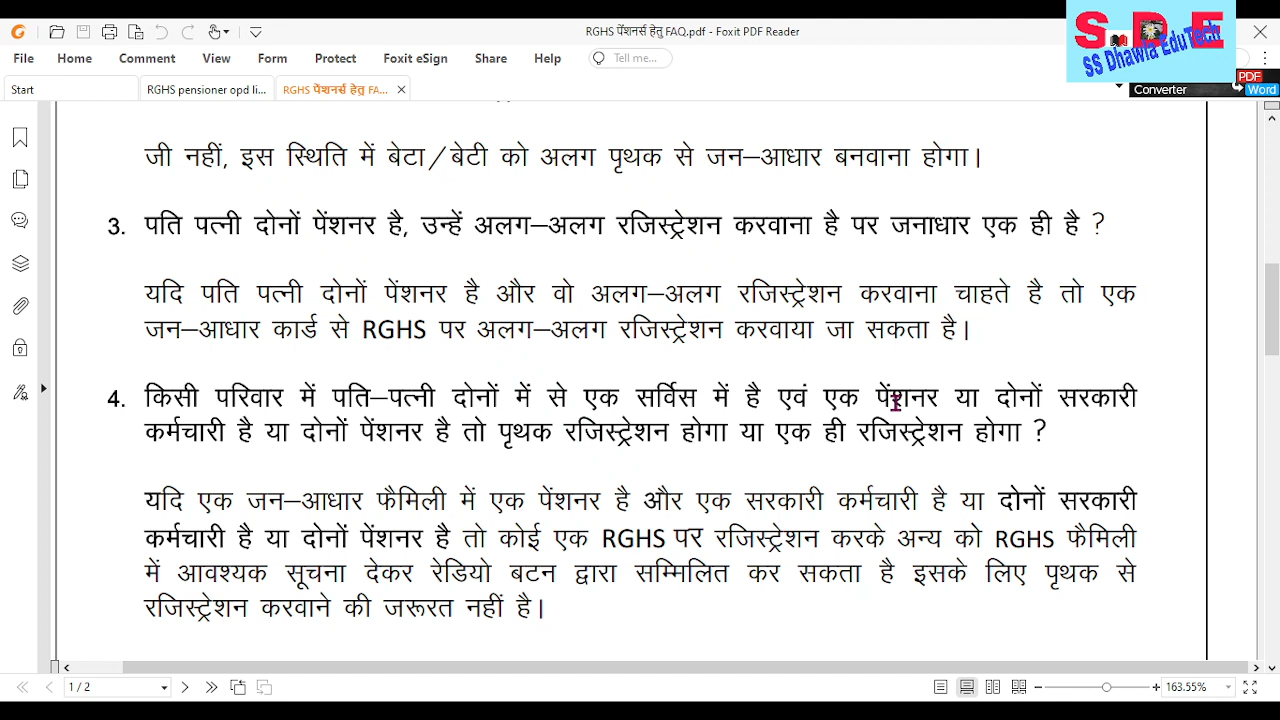 RGHS पेंशनर्स हेतु FAQ.pdf - Foxit PDF Reader
S.D.E
SS Dhawla EduTech
File Home Comment View Form Protect Foxit eSign Share Help Tell me...
PDF
Converter Word
Start RGHS pensioner opd li... RGHS पेंशनर्स हेतु FA...
जी नहीं, इस स्थिति में बेटा/बेटी को अलग पृथक से जन–आधार बनवाना होगा।
3. पति पत्नी दोनों पेंशनर है, उन्हें अलग–अलग रजिस्ट्रेशन करवाना है पर जनाधार एक ही है ?
यदि पति पत्नी दोनों पेंशनर है और वो अलग–अलग रजिस्ट्रेशन करवाना चाहते है तो एक
जन–आधार कार्ड से RGHS पर अलग–अलग रजिस्ट्रेशन करवाया जा सकता है।
4. किसी परिवार में पति–पत्नी दोनों में से एक सर्विस में है एवं एक पेंशनर या दोनों सरकारी
कर्मचारी है या दोनों पेंशनर है तो पृथक रजिस्ट्रेशन होगा या एक ही रजिस्ट्रेशन होगा ?
यदि एक जन–आधार फैमिली में एक पेंशनर है और एक सरकारी कर्मचारी है या दोनों सरकारी
कर्मचारी है या दोनों पेंशनर है तो कोई एक RGHS पर रजिस्ट्रेशन करके अन्य को RGHS फैमिली
में आवश्यक सूचना देकर रेडियो बटन द्वारा सम्मिलित कर सकता है इसके लिए पृथक से
रजिस्ट्रेशन करवाने की जरूरत नहीं है।
1 / 2 163.55%